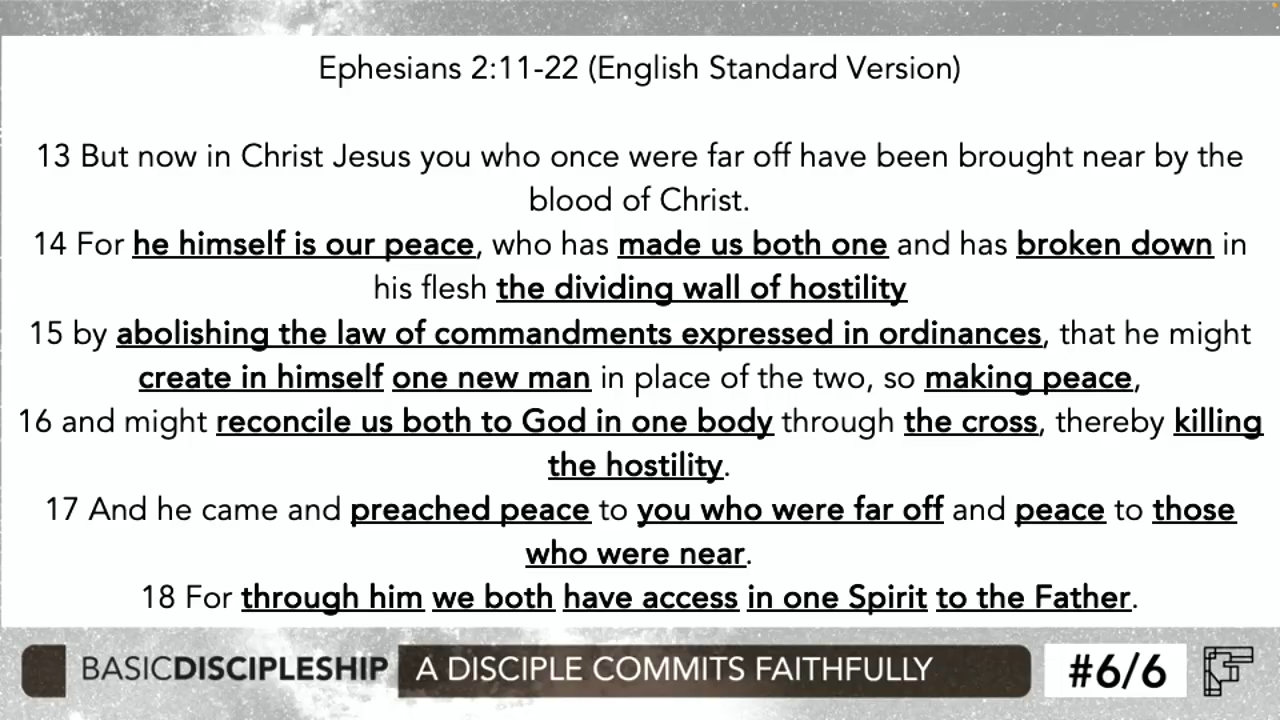 Ephesians 2:11-22 (English Standard Version)
13 But now in Christ Jesus you who once were far off have been brought near by the
blood of Christ.
14 For he himself is our peace, who has made us both one and has broken down in
his flesh the dividing wall of hostility
15 by abolishing the law of commandments expressed in ordinances, that he might
create in himself one new man in place of the two, so making peace,
16 and might reconcile us both to God in one body through the cross, thereby killing
the hostility.
17 And he came and preached peace to you who were far off and peace to those
who were near.
18 For through him we both have access in one Spirit to the Father.
BASICDISCIPLESHIP A DISCIPLE COMMITS FAITHFULLY #6/6